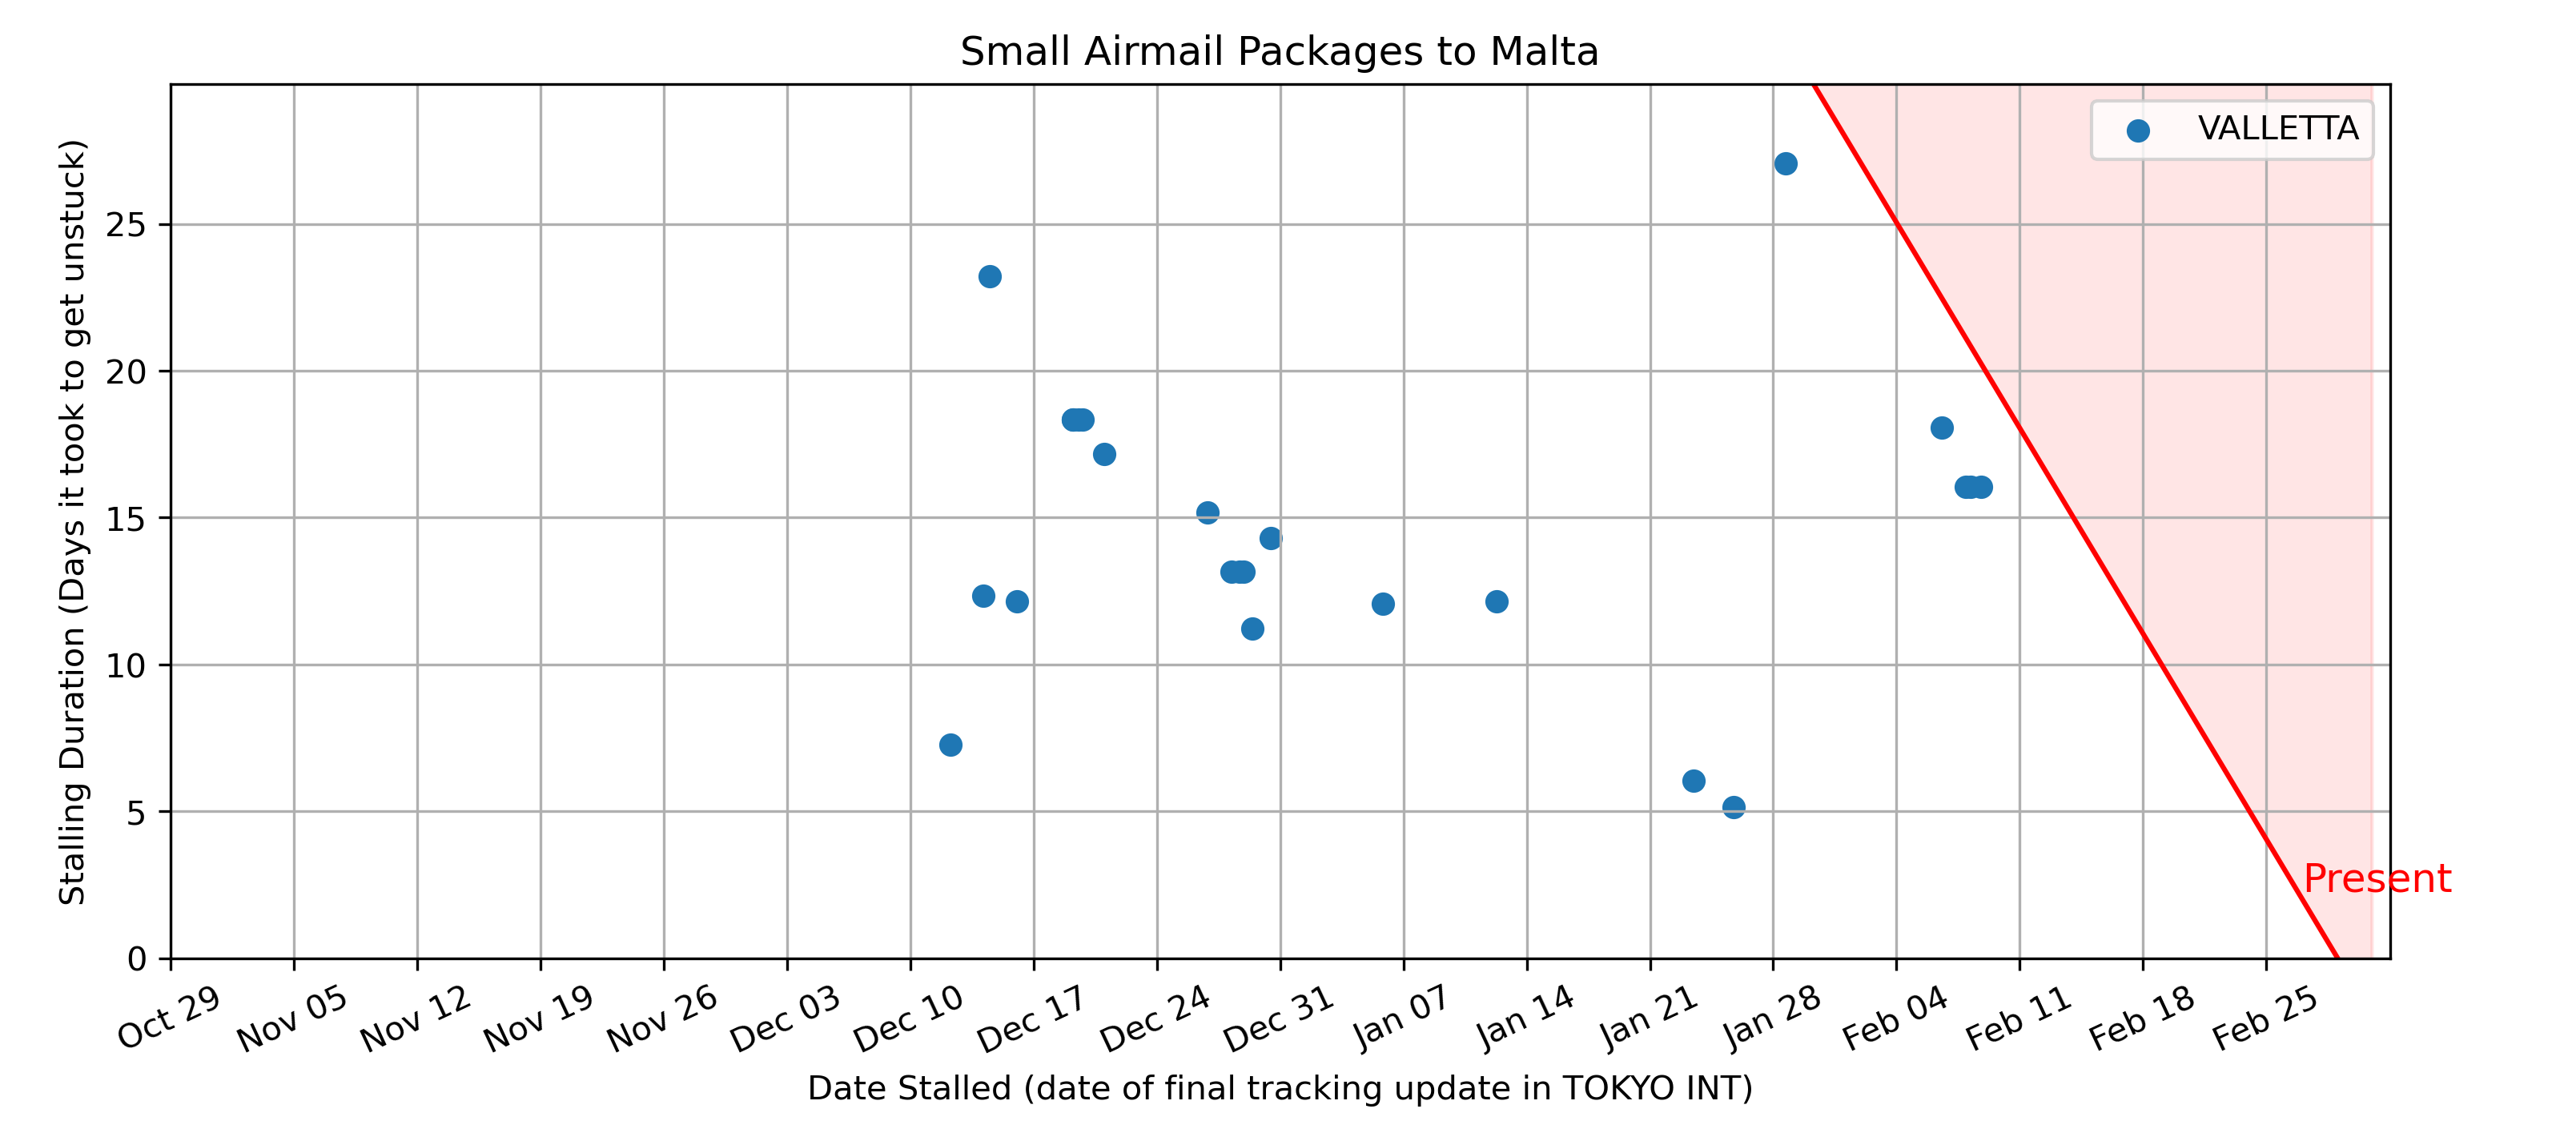 Small Airmail Packages to Malta
VALLETTA
Stalling Duration (Days it took to get unstuck)
25
20
15
10
5
0
Present
Oct 29 Nov 05 Nov 12 Nov 19 Nov 26 Dec 03 Dec 10 Dec 17 Dec 24 Dec 31 Jan 07 Jan 14 Jan 21 Jan 28 Feb 04 Feb 11 Feb 18 Feb 25
Date Stalled (date of final tracking update in TOKYO INT)